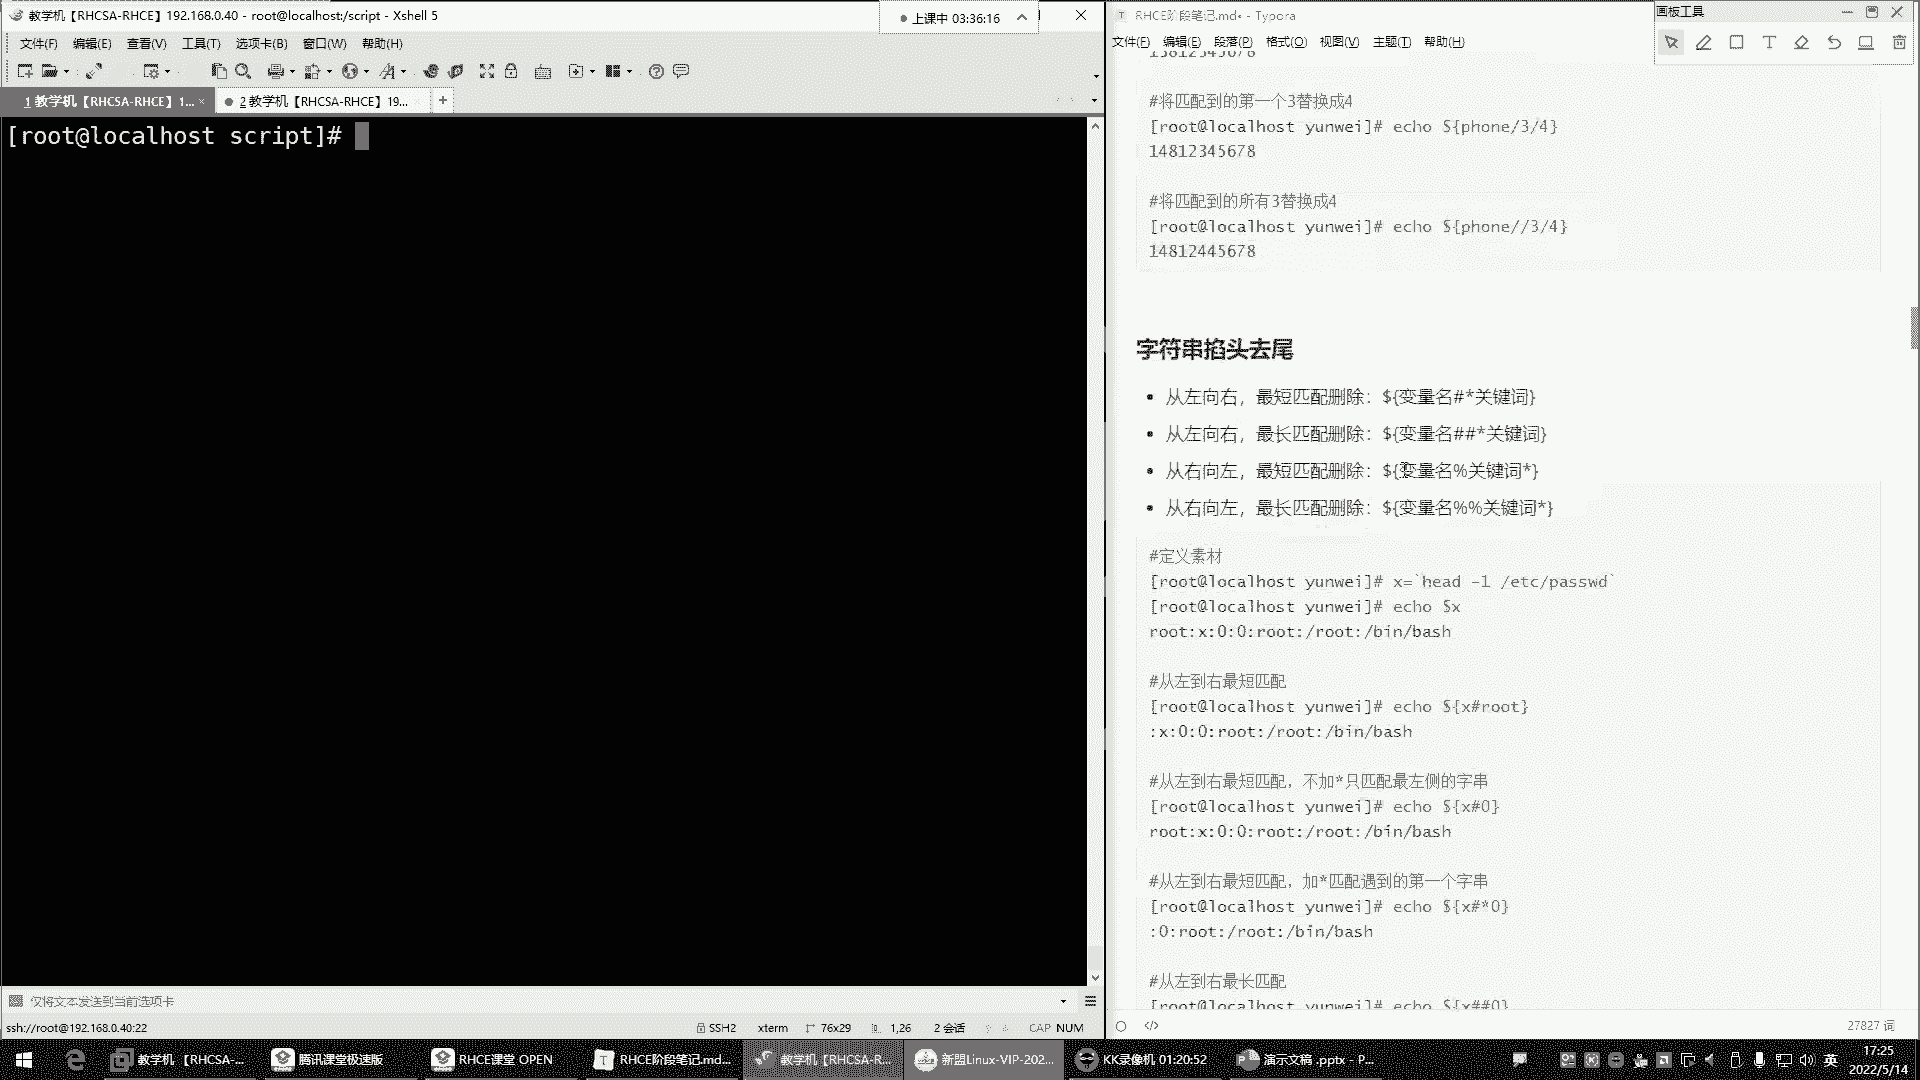 教学机【RHCSA-RHCE】192.168.0.40 - root@localhost:/script - Xshell 5
上课中 03:36:16
文件(F) 编辑(E) 查看(V) 工具(T) 选项卡(B) 窗口(W) 帮助(H)
1 教学机【RHCSA-RHCE】1...
2 教学机【RHCSA-RHCE】19...
[root@localhost script]#
仅将文本发送到当前选项卡
ssh://root@192.168.0.40:22
SSH2
xterm
76x29
1,26
2 会话
CAP NUM
RHCE阶段笔记.md• - Typora
画板工具
文件(F) 编辑(E) 段落(P) 格式(O) 视图(V) 主题(T) 帮助(H)
13812345678
#将匹配到的第一个3替换成4
[root@localhost yunwei]# echo ${phone/3/4}
14812345678
#将匹配到的所有3替换成4
[root@localhost yunwei]# echo ${phone//3/4}
14812445678
字符串掐头去尾
从左向右，最短匹配删除：${变量名#*关键词}
从左向右，最长匹配删除：${变量名##*关键词}
从右向左，最短匹配删除：${变量名%关键词*}
从右向左，最长匹配删除：${变量名%%关键词*}
#定义素材
[root@localhost yunwei]# x=`head -1 /etc/passwd`
[root@localhost yunwei]# echo $x
root:x:0:0:root:/root:/bin/bash
#从左到右最短匹配
[root@localhost yunwei]# echo ${x#root}
:x:0:0:root:/root:/bin/bash
#从左到右最短匹配，不加*只匹配最左侧的字串
[root@localhost yunwei]# echo ${x#0}
root:x:0:0:root:/root:/bin/bash
#从左到右最短匹配，加*匹配遇到的第一个字串
[root@localhost yunwei]# echo ${x#*0}
:0:root:/root:/bin/bash
#从左到右最长匹配
[root@localhost yunwei]# echo ${x##0}
27827 词
教学机 【RHCSA-...
腾讯课堂极速版
RHCE课堂 OPEN
RHCE阶段笔记.md...
教学机【RHCSA-R...
新盟Linux-VIP-202...
KK录像机 01:20:52
演示文稿 .pptx - P...
英
17:25
2022/5/14